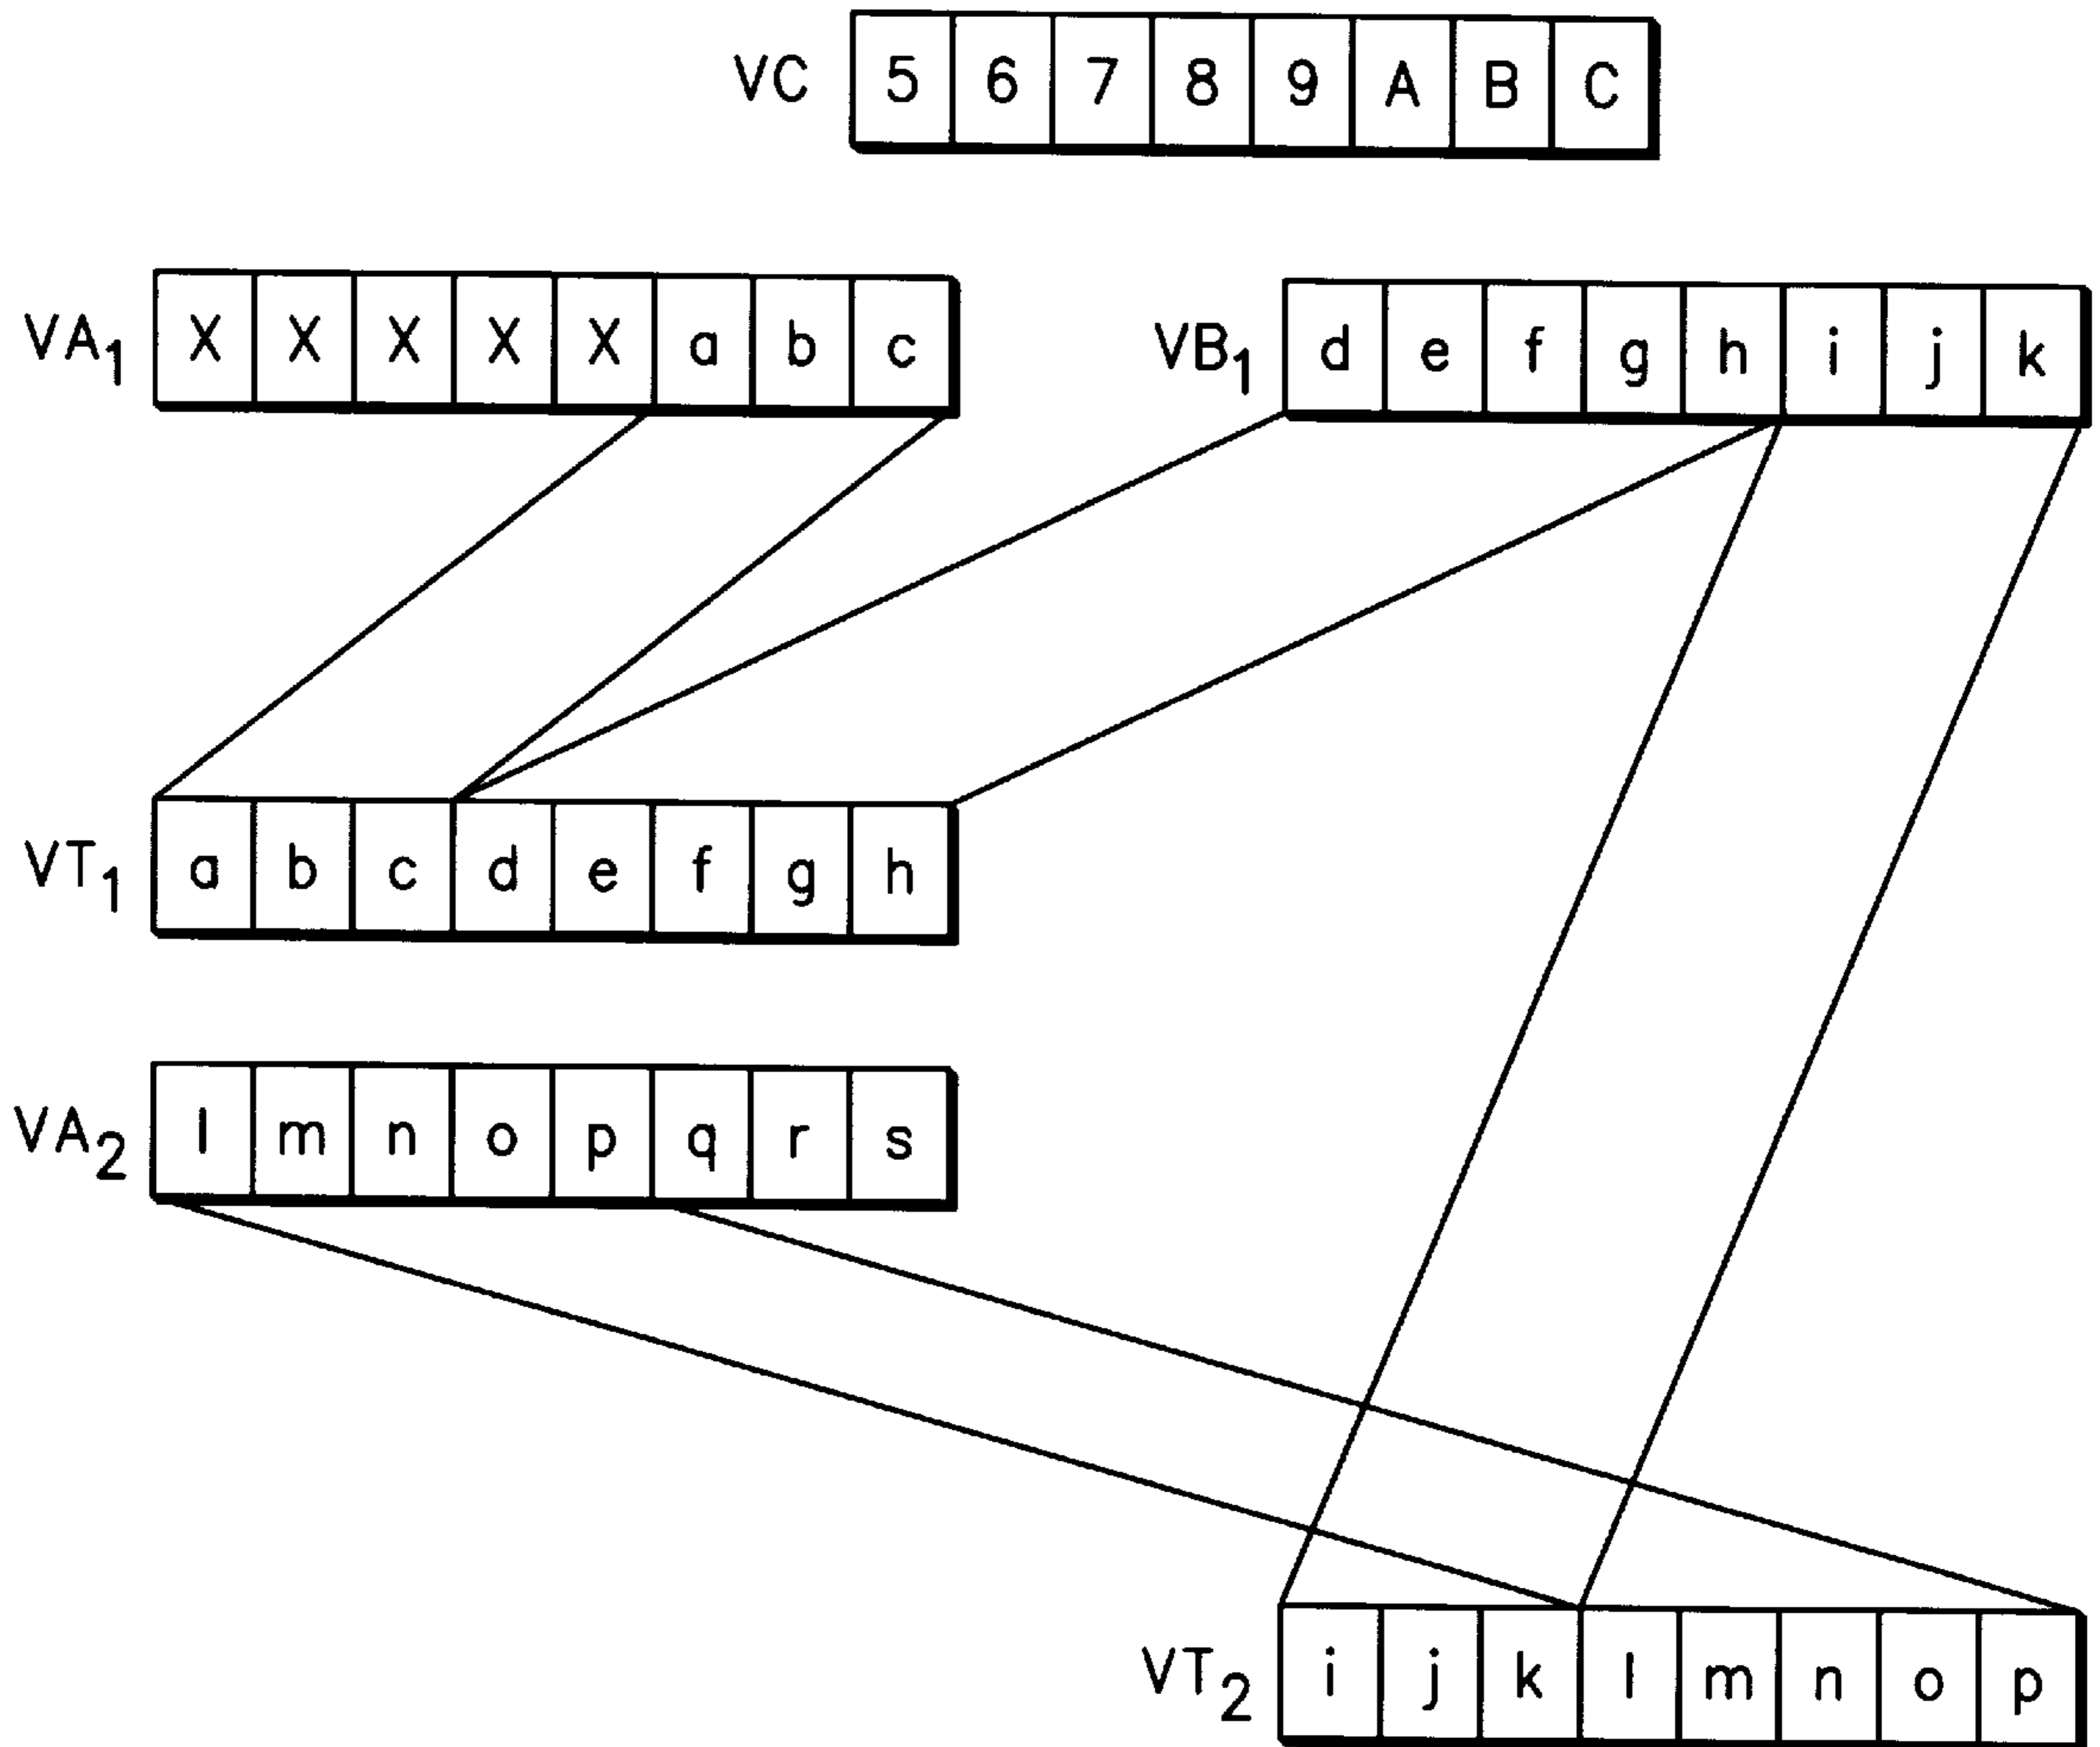 VC 5 6 7 8 9 A B C
VA1 X X X X X a b c
VB1 d e f g h i j k
VT1 a b c d e f g h
VA2 l m n o p q r s
VT2 i j k l m n o p